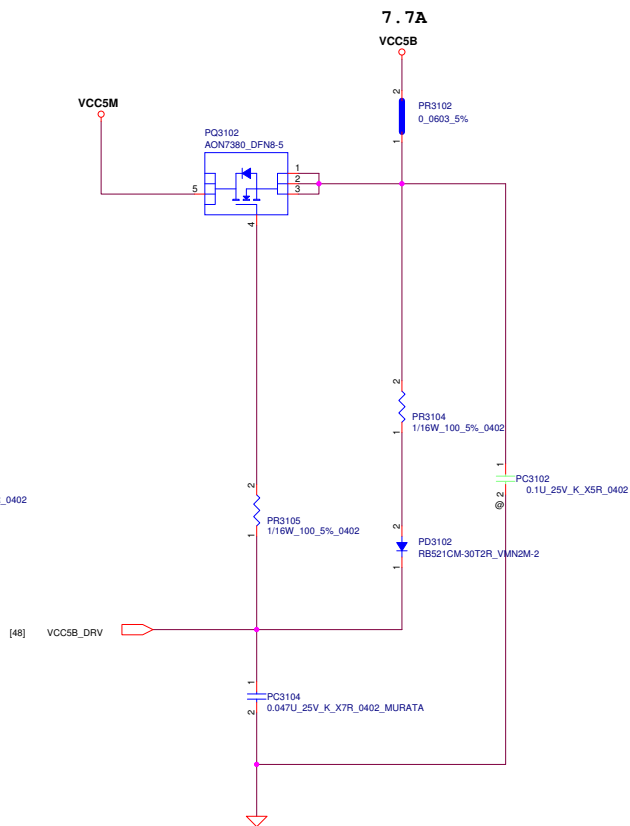 7.7A
VCC5B
VCC5M
2
PR3102
0_0603_5%
1
PQ3102
AON7380_DFN8-5
5
1
2
3
4
2
PR3104
1/16W_100_5%_0402
1
1
PC3102
0.1U_25V_K_X5R_0402
2
@
_0402
2
PR3105
1/16W_100_5%_0402
1
2
PD3102
RB521CM-30T2R_VMN2M-2
1
[48] VCC5B_DRV
1
PC3104
0.047U_25V_K_X7R_0402_MURATA
2